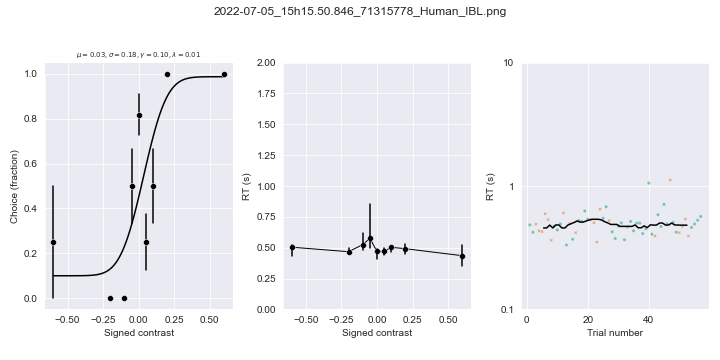 2022-07-05_15h15.50.846_71315778_Human_IBL.png
μ = 0.03, σ = 0.18, γ = 0.10, λ = 0.01
Choice (fraction)
1.0
0.8
0.6
0.4
0.2
0.0
−0.50 −0.25 0.00 0.25 0.50
Signed contrast
RT (s)
2.00
1.75
1.50
1.25
1.00
0.75
0.50
0.25
0.00
−0.50 −0.25 0.00 0.25 0.50
Signed contrast
RT (s)
10
1
0.1
0 20 40
Trial number